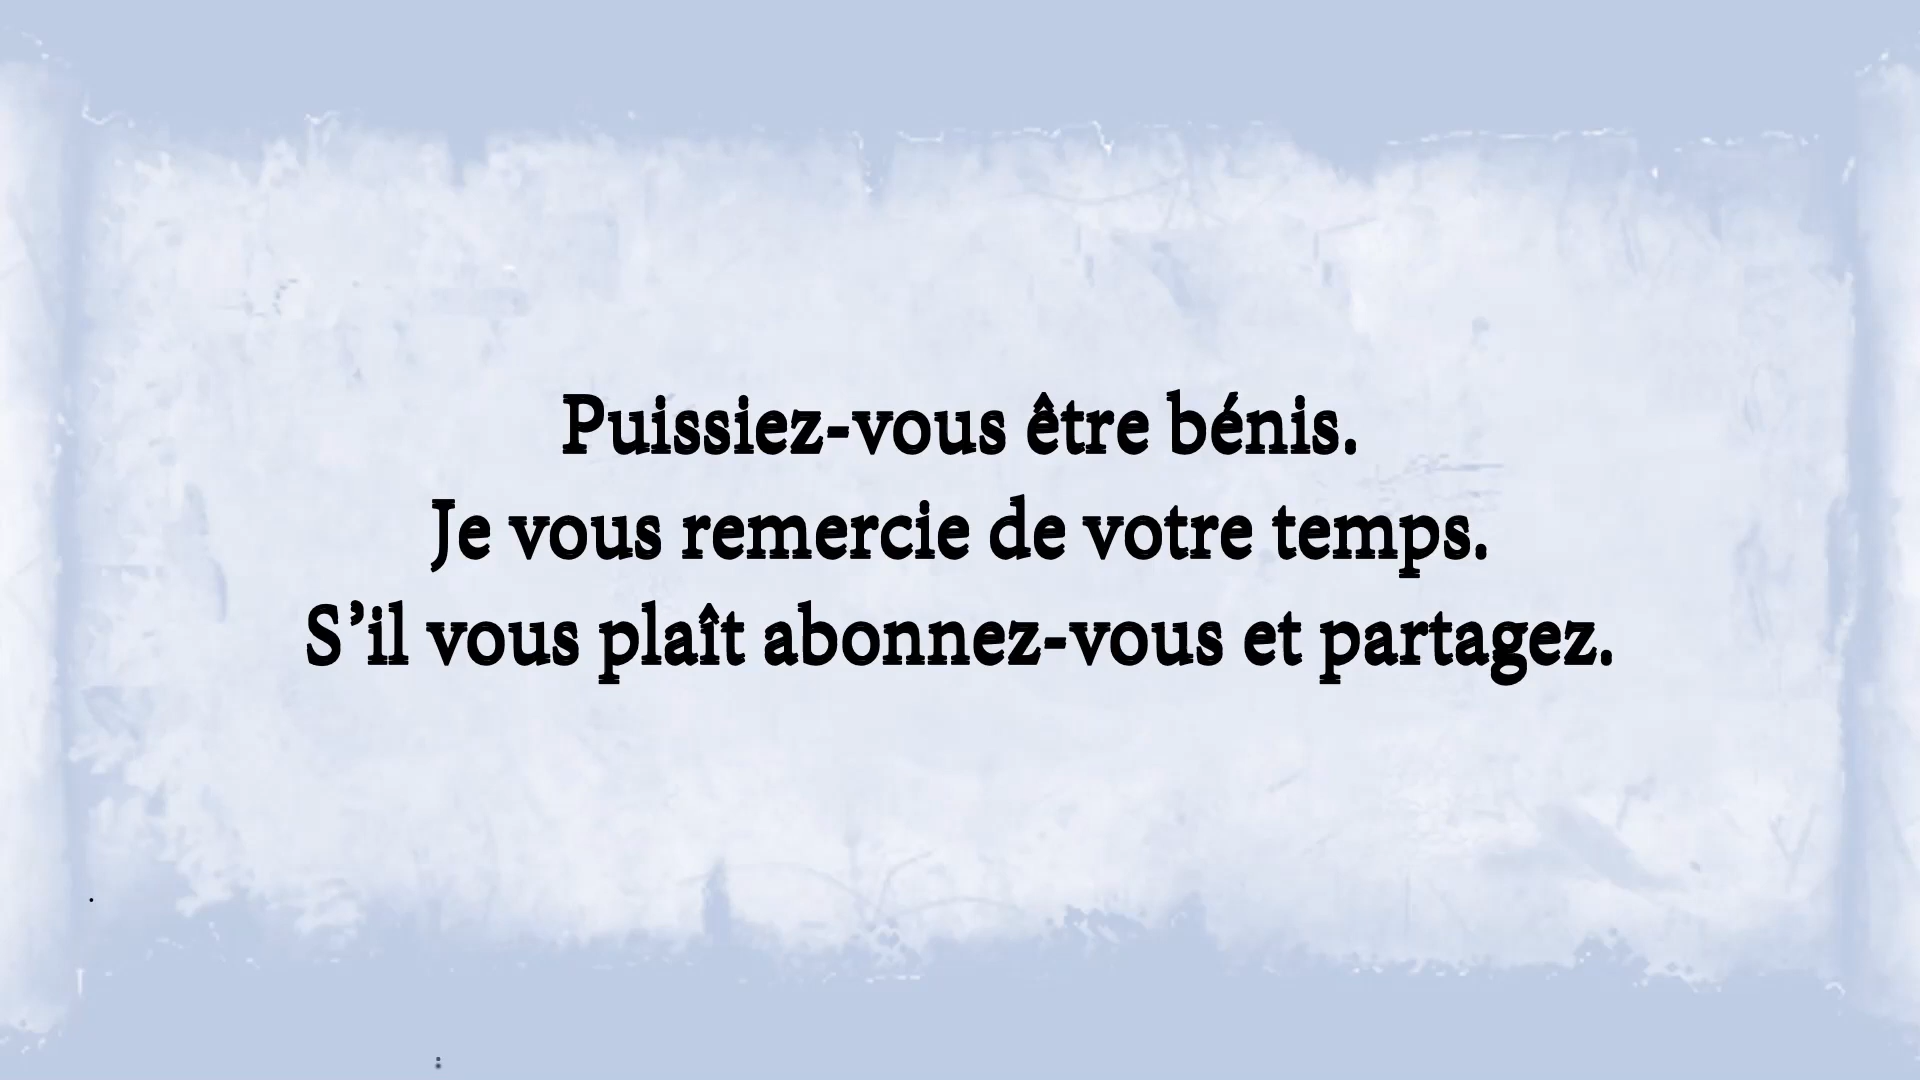 Puissiez-vous être bénis.
Je vous remercie de votre temps.
S’il vous plaît abonnez-vous et partagez.